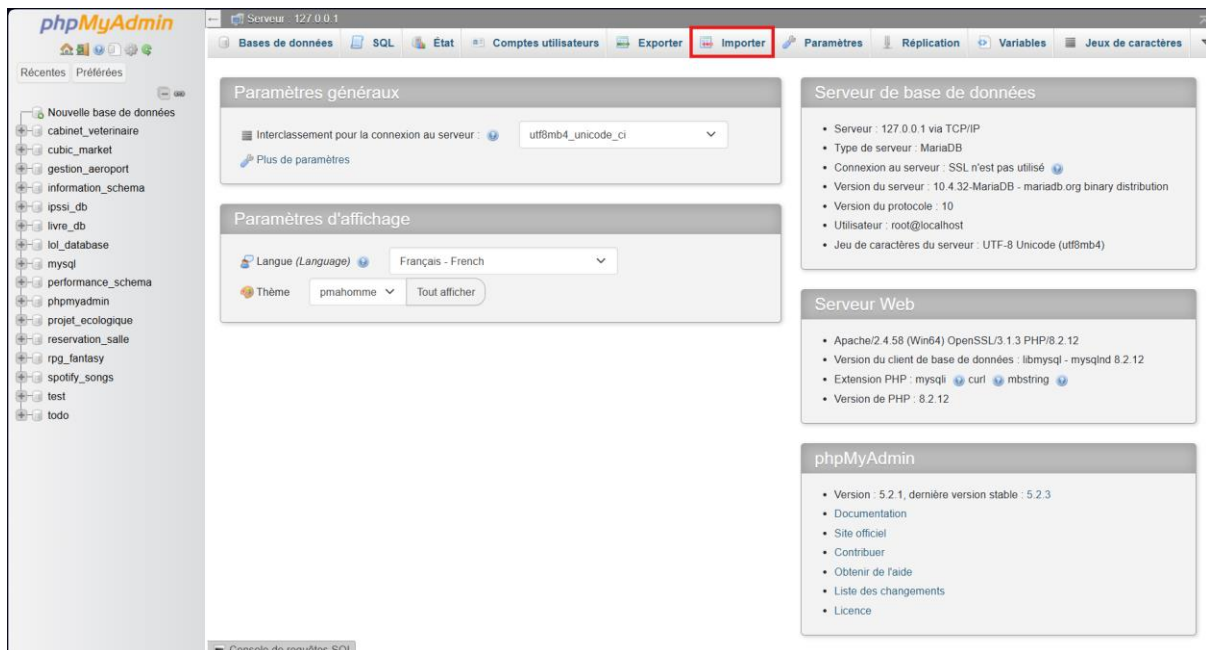 phpMyAdmin
Récentes Préférées
Nouvelle base de données
cabinet_veterinaire
cubic_market
gestion_aeroport
information_schema
ipssi_db
livre_db
lol_database
mysql
performance_schema
phpmyadmin
projet_ecologique
reservation_salle
rpg_fantasy
spotify_songs
test
todo
Serveur : 127.0.0.1
Bases de données SQL État Comptes utilisateurs Exporter Importer Paramètres Réplication Variables Jeux de caractères
Paramètres généraux
Interclassement pour la connexion au serveur : utf8mb4_unicode_ci
Plus de paramètres
Paramètres d'affichage
Langue (Language) Français - French
Thème pmahomme Tout afficher
Serveur de base de données
Serveur : 127.0.0.1 via TCP/IP
Type de serveur : MariaDB
Connexion au serveur : SSL n'est pas utilisé
Version du serveur : 10.4.32-MariaDB - mariadb.org binary distribution
Version du protocole : 10
Utilisateur : root@localhost
Jeu de caractères du serveur : UTF-8 Unicode (utf8mb4)
Serveur Web
Apache/2.4.58 (Win64) OpenSSL/3.1.3 PHP/8.2.12
Version du client de base de données : libmysql - mysqlnd 8.2.12
Extension PHP : mysqli curl mbstring
Version de PHP : 8.2.12
phpMyAdmin
Version : 5.2.1, dernière version stable : 5.2.3
Documentation
Site officiel
Contribuer
Obtenir de l'aide
Liste des changements
Licence
Console de requêtes SQL